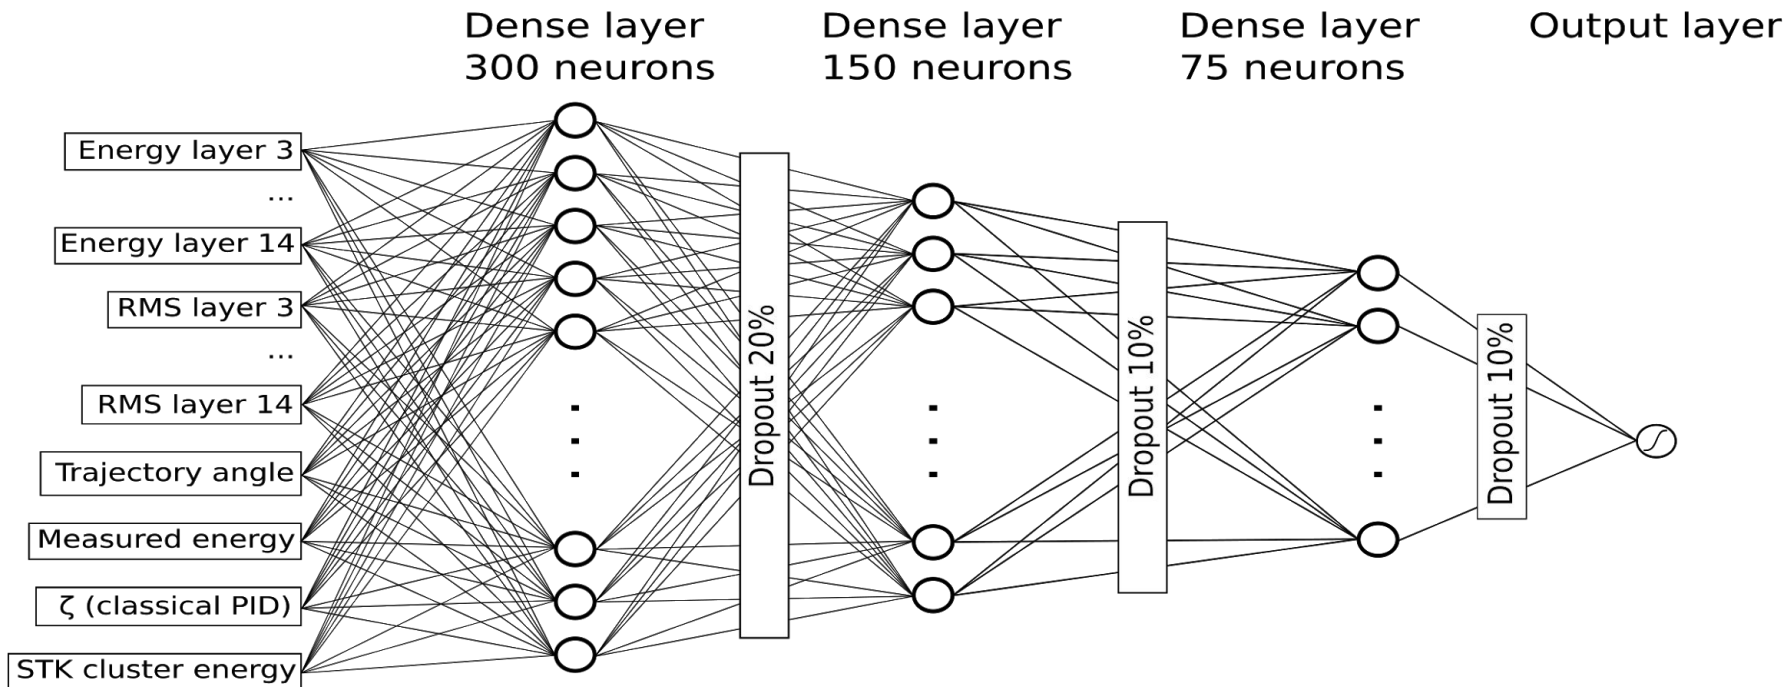 Dense layer
300 neurons
Dense layer
150 neurons
Dense layer
75 neurons
Output layer
Energy layer 3
...
Energy layer 14
RMS layer 3
...
RMS layer 14
Trajectory angle
Measured energy
ζ (classical PID)
STK cluster energy
Dropout 20%
Dropout 10%
Dropout 10%